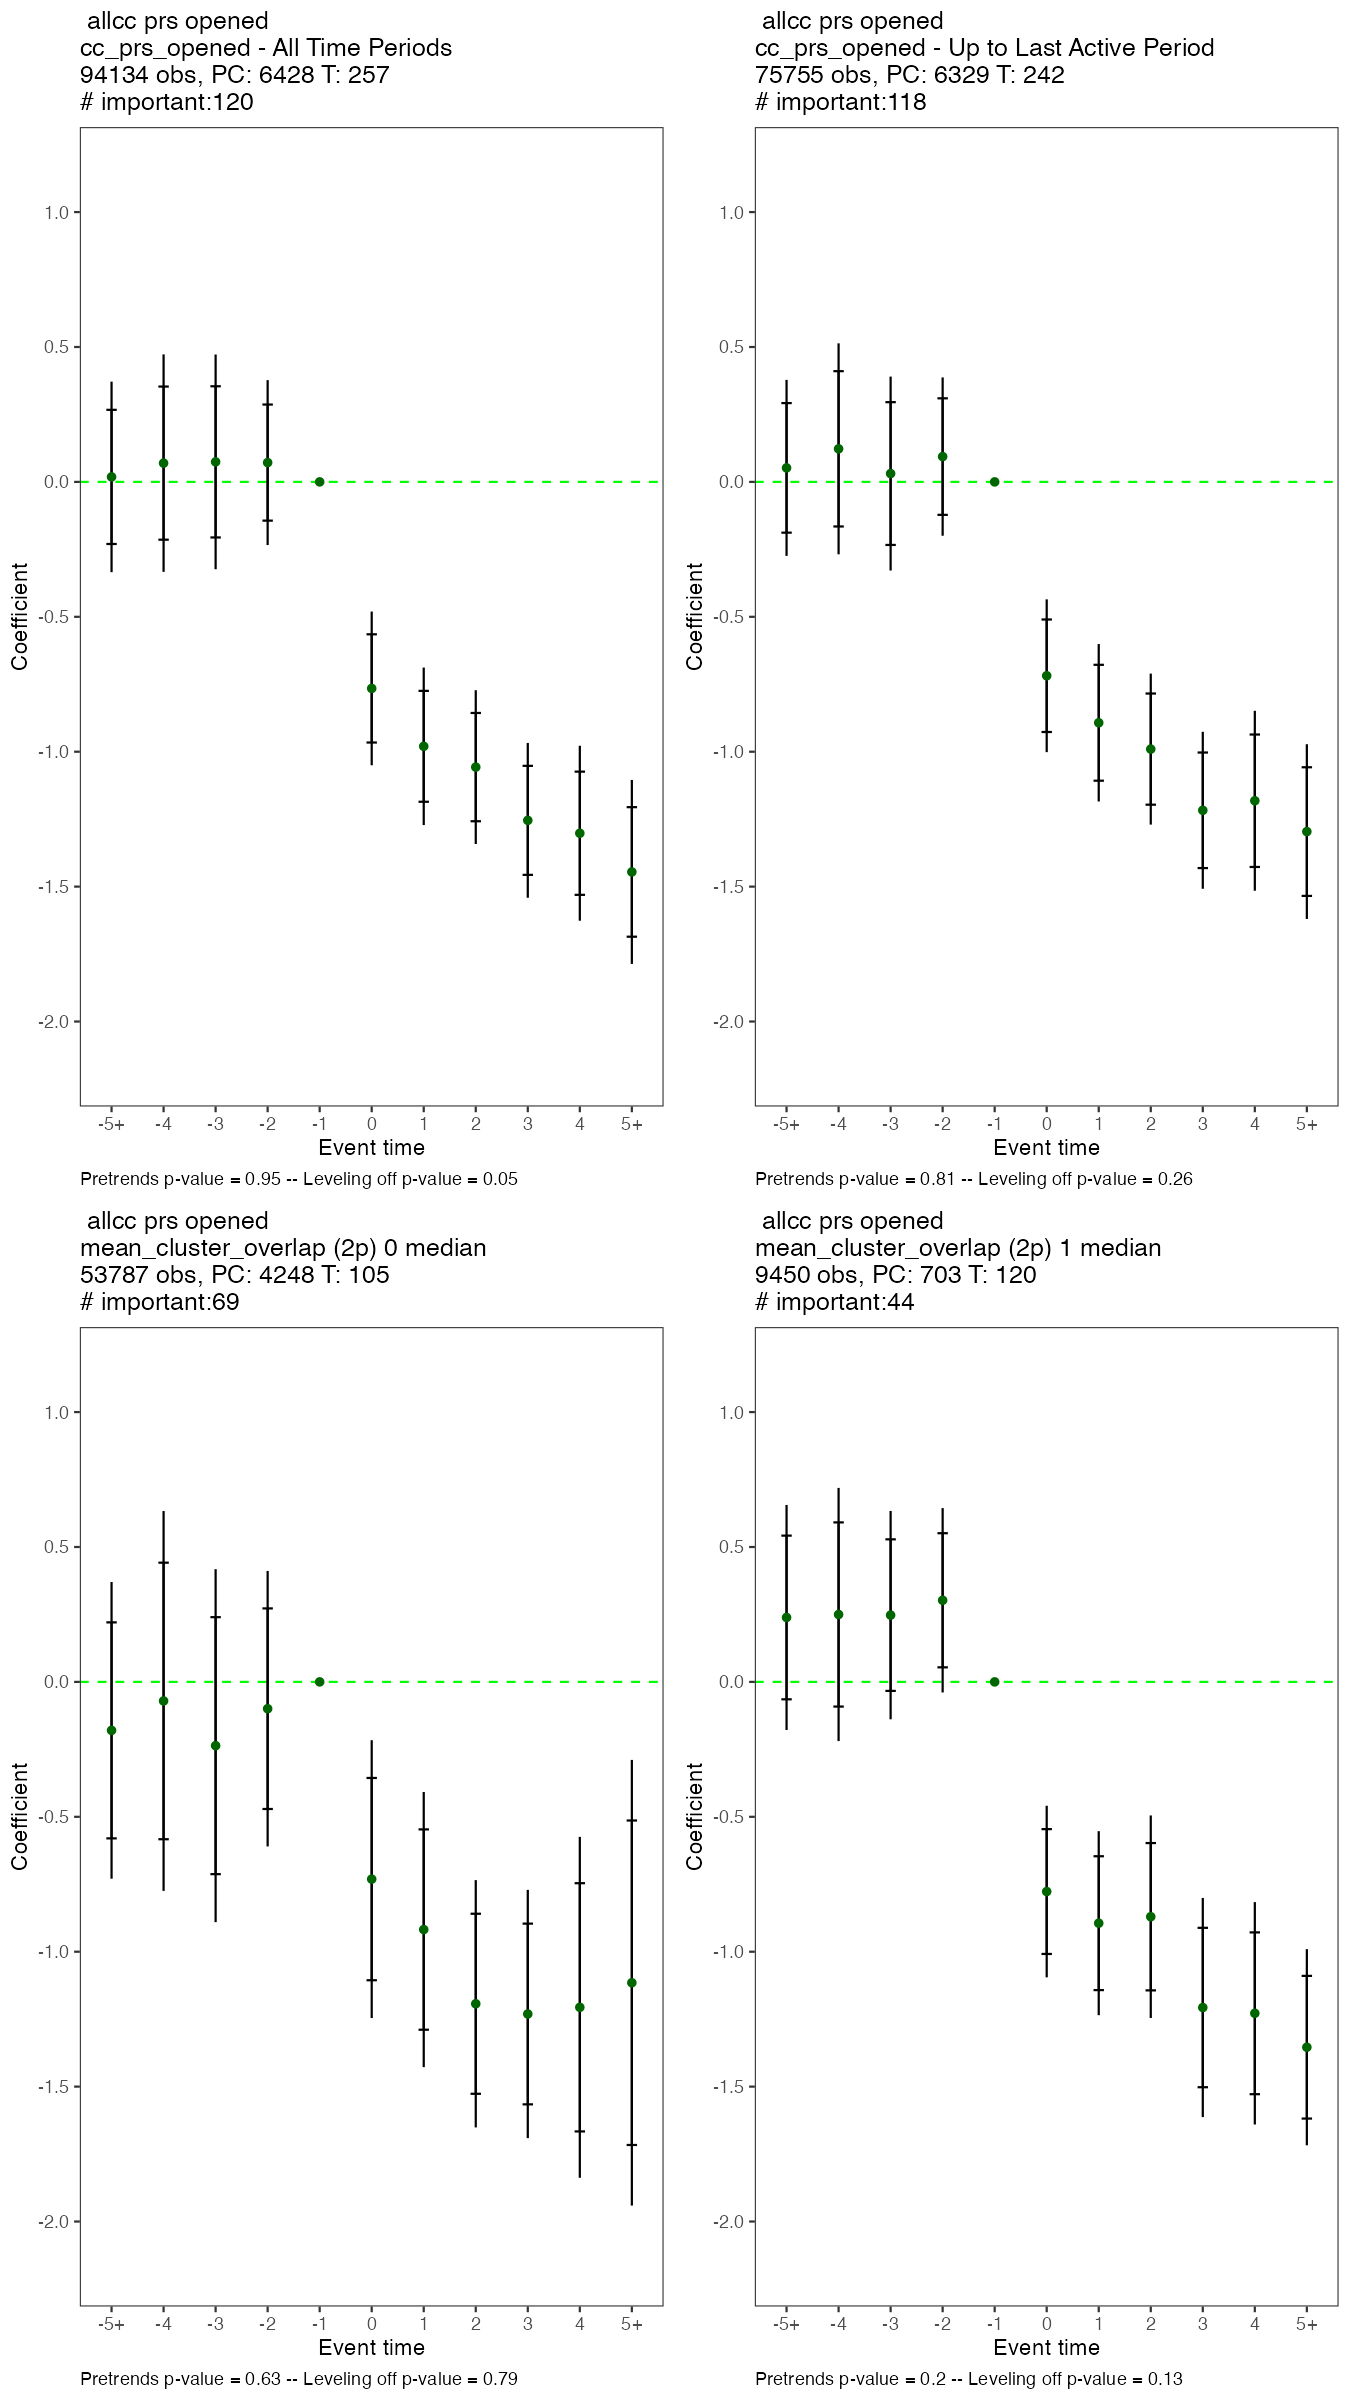 allcc prs opened
cc_prs_opened - All Time Periods
94134 obs, PC: 6428 T: 257
# important:120
1.0
0.5
0.0
-0.5
-1.0
-1.5
-2.0
Coefficient
-5+ -4 -3 -2 -1 0 1 2 3 4 5+
Event time
Pretrends p-value = 0.95 -- Leveling off p-value = 0.05
allcc prs opened
cc_prs_opened - Up to Last Active Period
75755 obs, PC: 6329 T: 242
# important:118
1.0
0.5
0.0
-0.5
-1.0
-1.5
-2.0
Coefficient
-5+ -4 -3 -2 -1 0 1 2 3 4 5+
Event time
Pretrends p-value = 0.81 -- Leveling off p-value = 0.26
allcc prs opened
mean_cluster_overlap (2p) 0 median
53787 obs, PC: 4248 T: 105
# important:69
1.0
0.5
0.0
-0.5
-1.0
-1.5
-2.0
Coefficient
-5+ -4 -3 -2 -1 0 1 2 3 4 5+
Event time
Pretrends p-value = 0.63 -- Leveling off p-value = 0.79
allcc prs opened
mean_cluster_overlap (2p) 1 median
9450 obs, PC: 703 T: 120
# important:44
1.0
0.5
0.0
-0.5
-1.0
-1.5
-2.0
Coefficient
-5+ -4 -3 -2 -1 0 1 2 3 4 5+
Event time
Pretrends p-value = 0.2 -- Leveling off p-value = 0.13